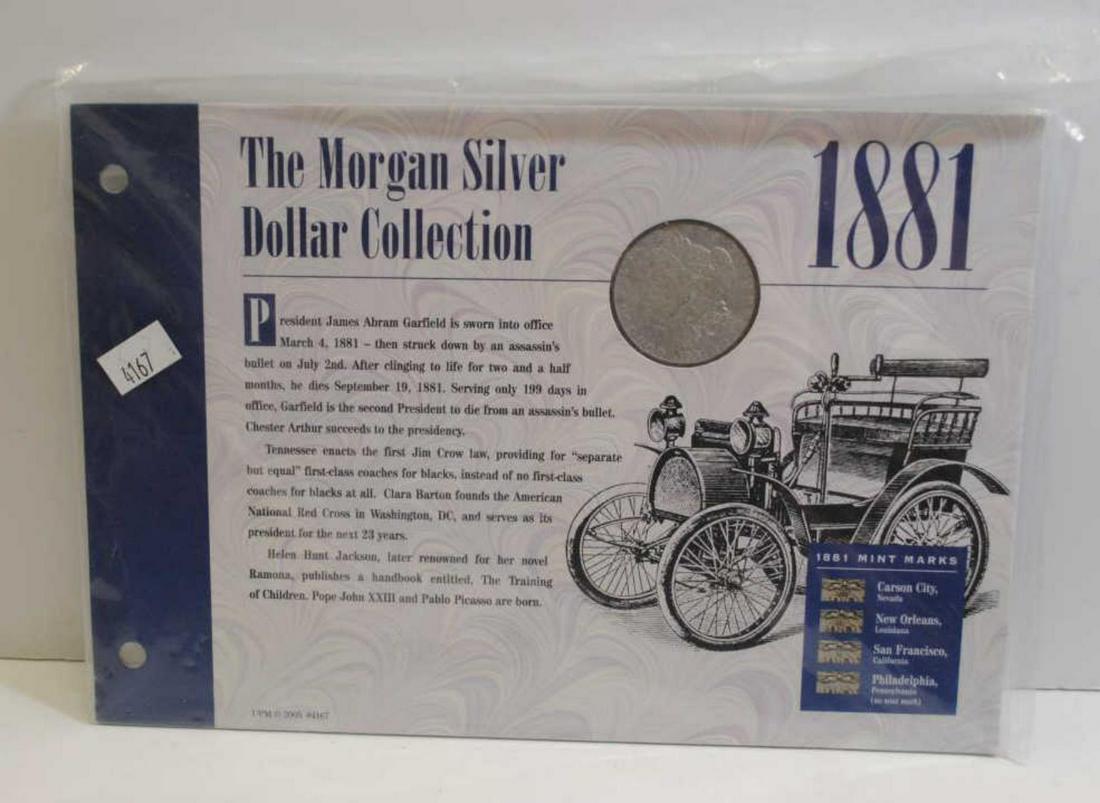 The Morgan Silver
Dollar Collection
1881
President James Abram Garfield is sworn into office
March 4, 1881 – then struck down by an assassin's
bullet on July 2nd. After clinging to life for two and a half
months, he dies September 19, 1881. Serving only 199 days in
office, Garfield is the second President to die from an assassin's bullet.
Chester Arthur succeeds to the presidency.
Tennessee enacts the first Jim Crow law, providing for "separate
but equal" first-class coaches for blacks, instead of no first-class
coaches for blacks at all. Clara Barton founds the American
National Red Cross in Washington, DC, and serves as its
president for the next 23 years.
Helen Hunt Jackson, later renowned for her novel
Ramona, publishes a handbook entitled, The Training
of Children. Pope John XXIII and Pablo Picasso are born.
4167
1881 MINT MARKS
Carson City,
Nevada
New Orleans,
Louisiana
San Francisco,
California
Philadelphia,
Pennsylvania
(no mint mark)
© 2005 #4167